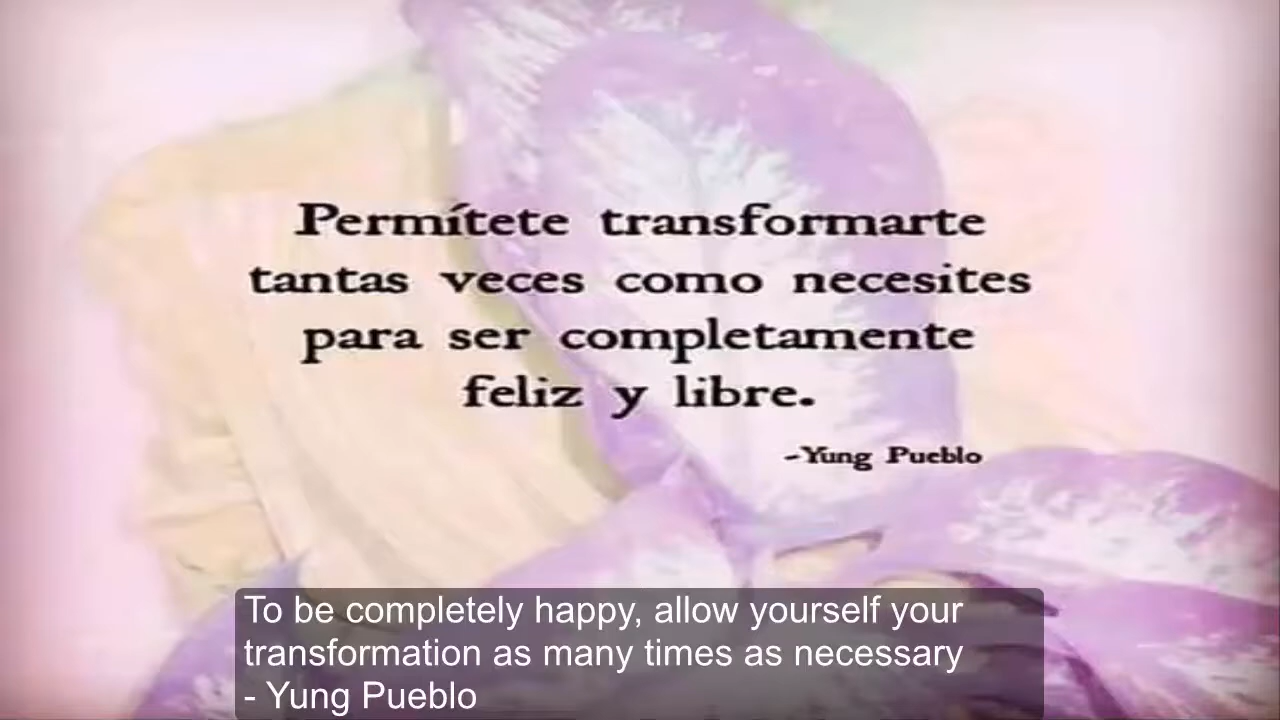 Permítete transformarte
tantas veces como necesites
para ser completamente
feliz y libre.
-Yung Pueblo
To be completely happy, allow yourself your
transformation as many times as necessary
- Yung Pueblo